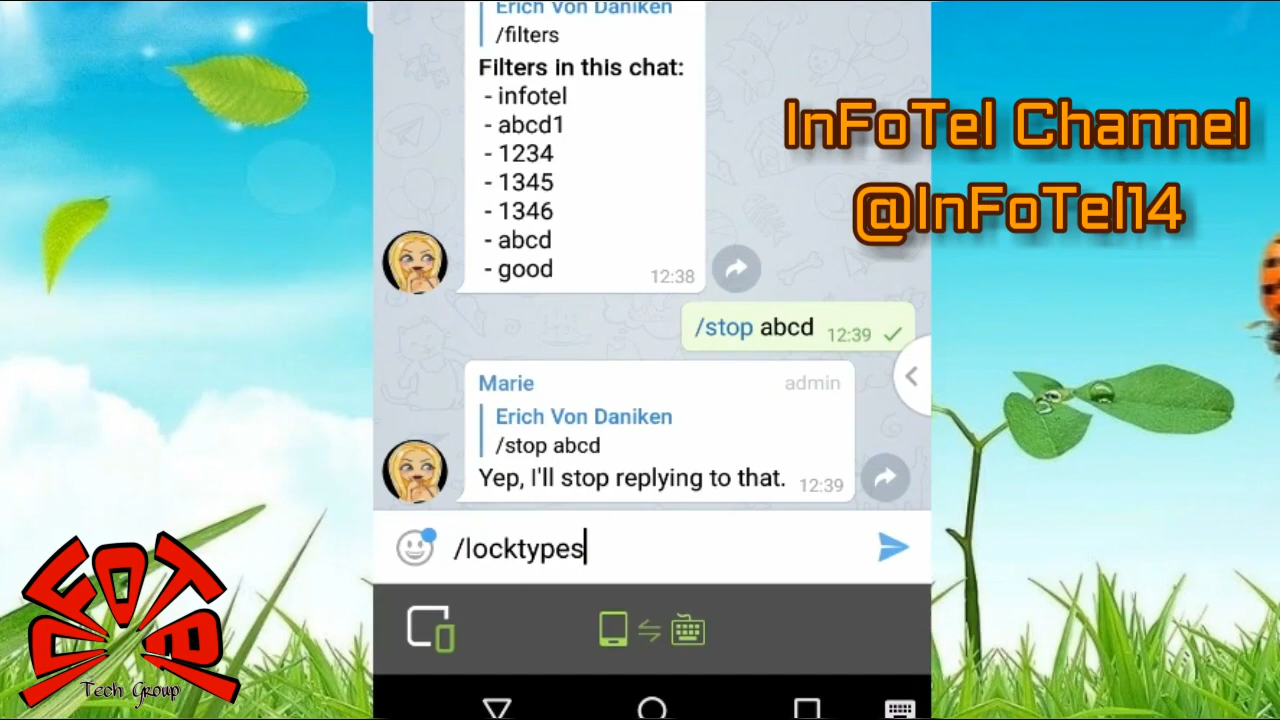 Erich Von Daniken
/filters
Filters in this chat:
- infotel
- abcd1
- 1234
- 1345
- 1346
- abcd
- good
12:38
InFoTel Channel
@InFoTel14
/stop abcd 12:39
Marie admin
Erich Von Daniken
/stop abcd
Yep, I'll stop replying to that. 12:39
/locktypes
Tech Group